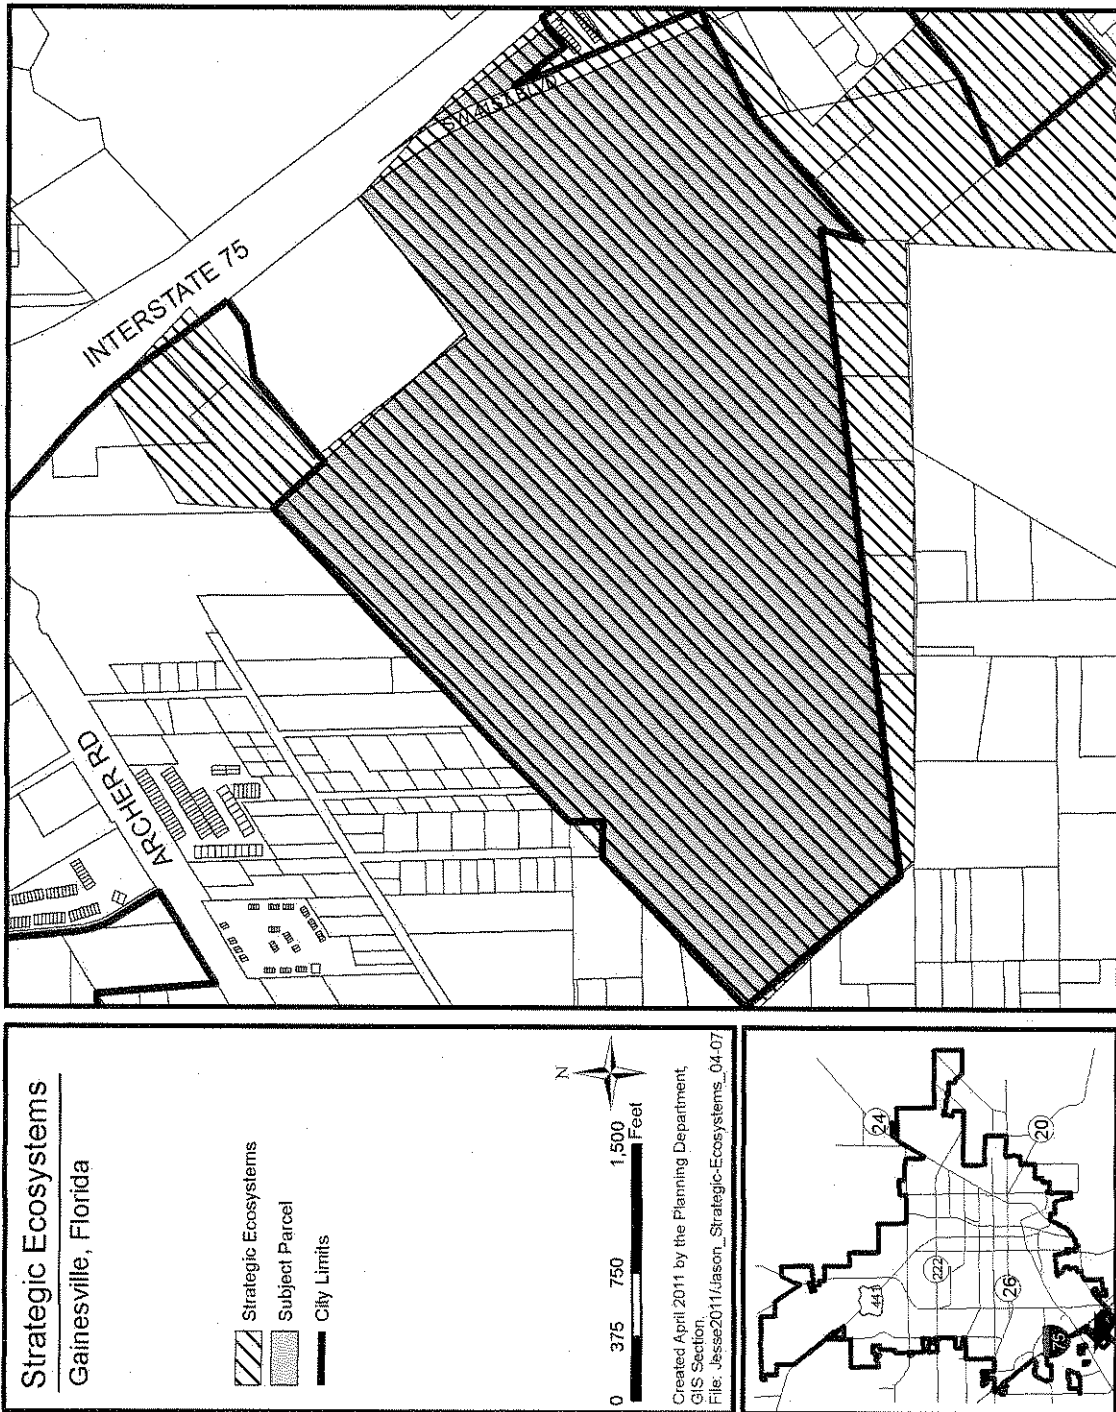 Strategic Ecosystems
Gainesville, Florida
Strategic Ecosystems
Subject Parcel
City Limits
N
0 375 750 1,500
Feet
Created April 2011 by the Planning Department,
GIS Section.
File: Jesse2011/Jason_Strategic-Ecosystems_04-07
ARCHER RD
INTERSTATE 75
SW 41ST BLVD
24
441
222
26
20
75